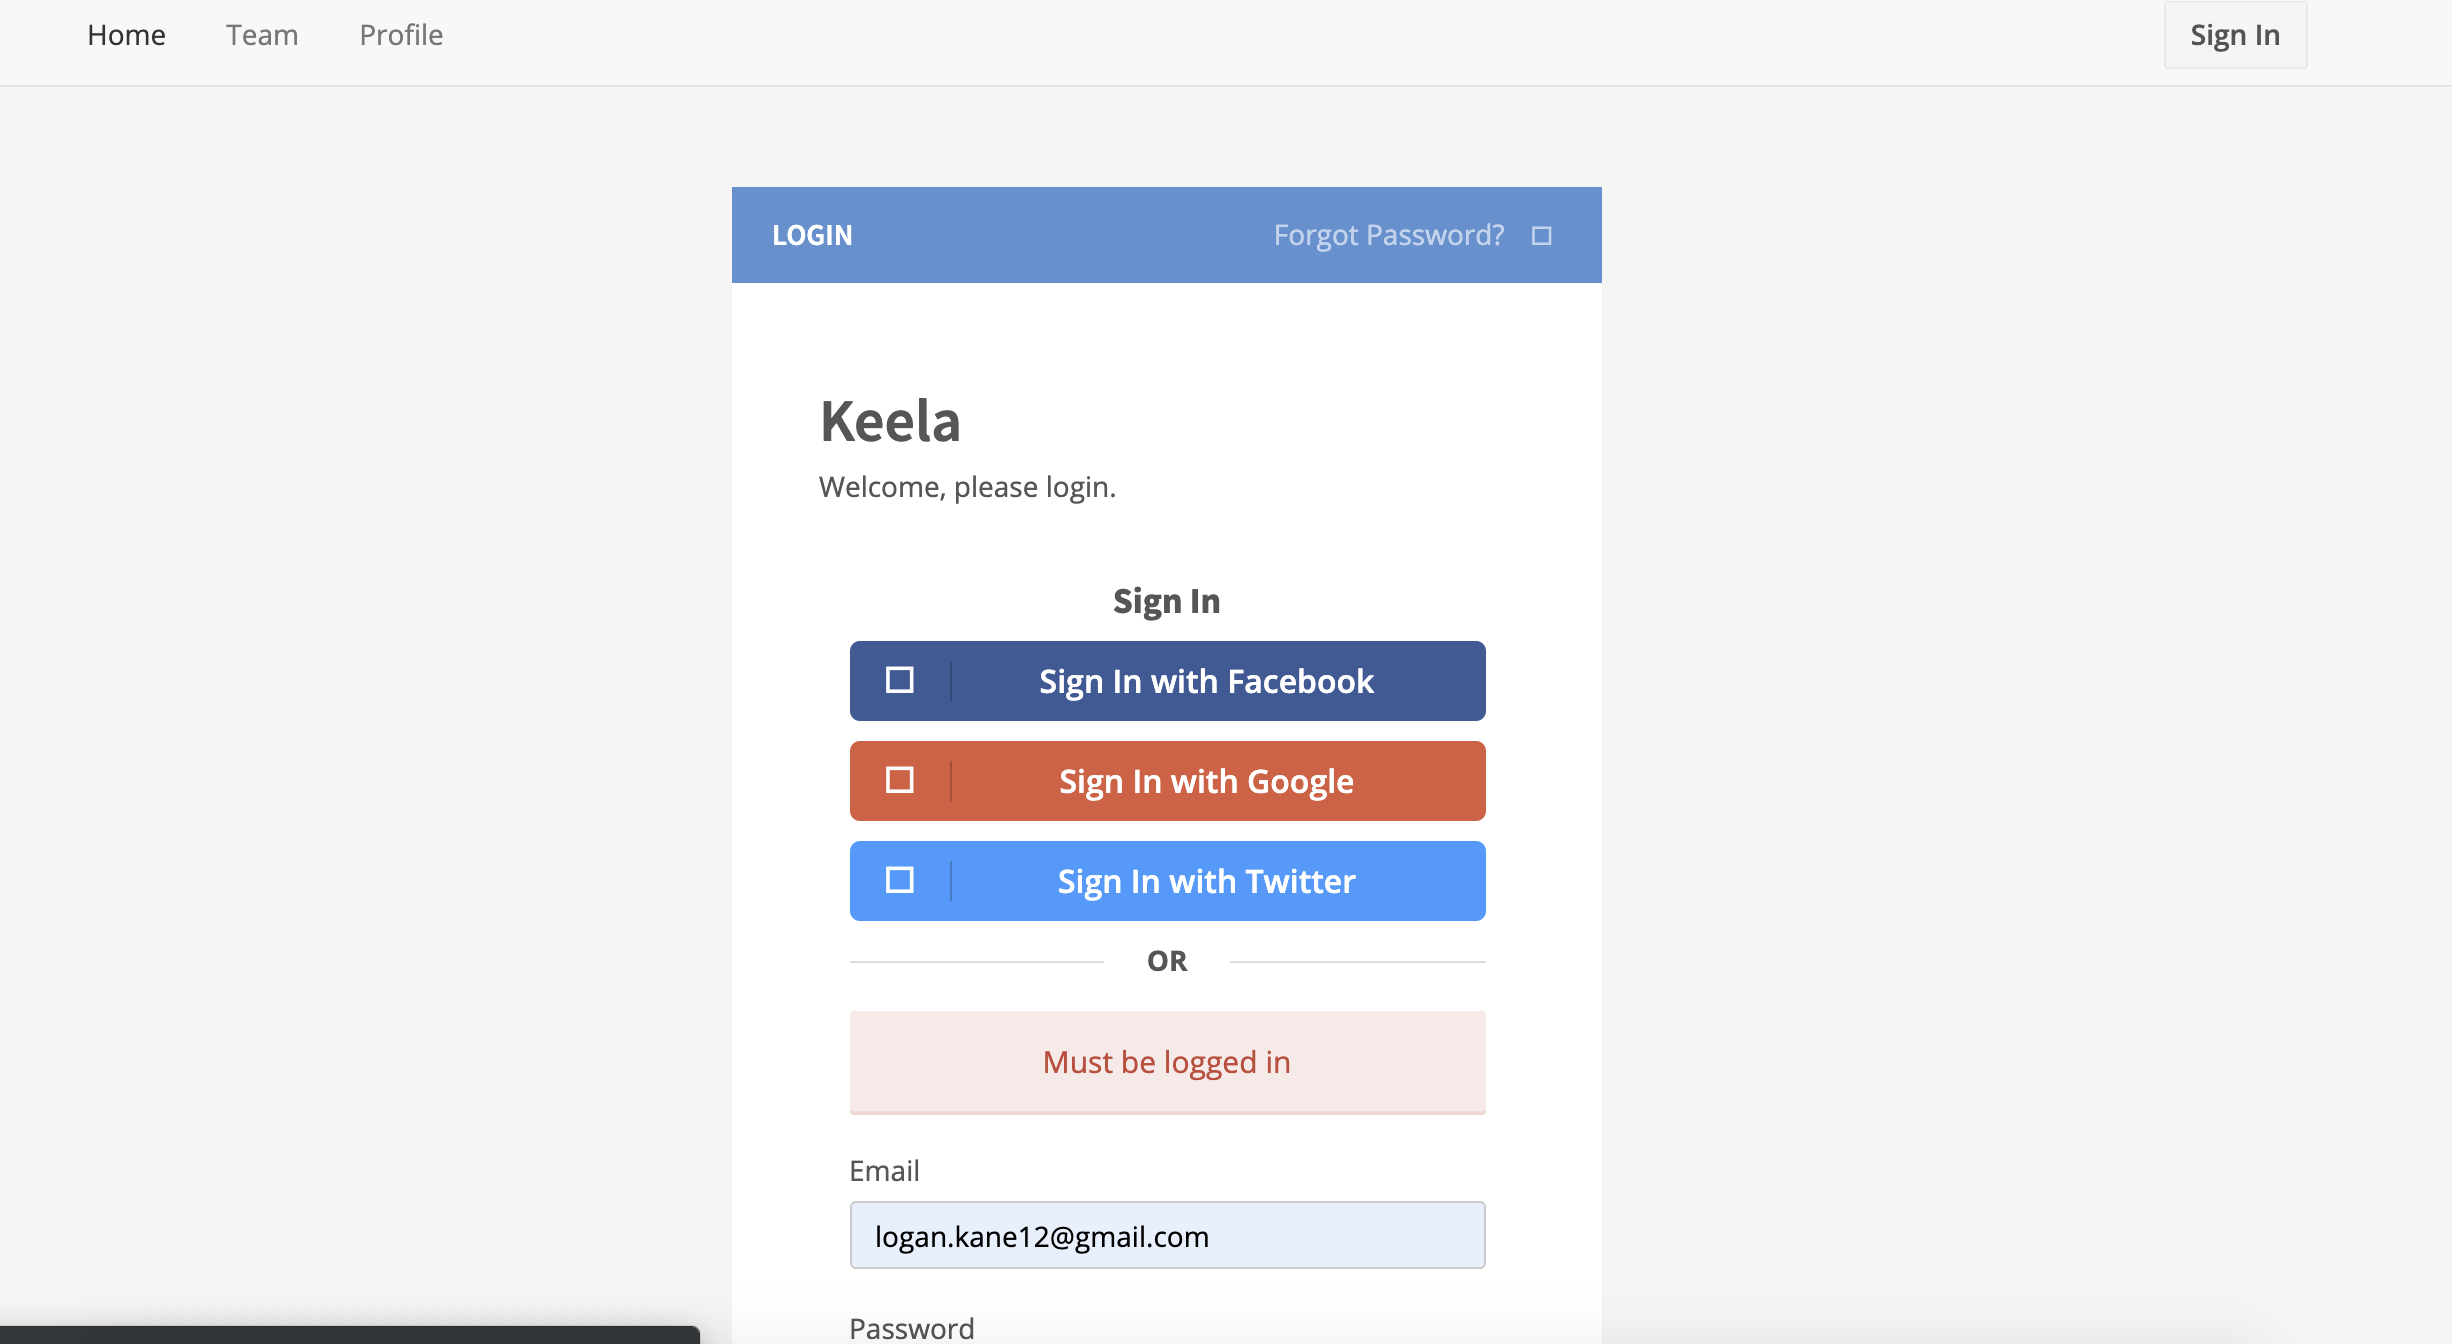 Home Team Profile Sign In
LOGIN Forgot Password?
Keela
Welcome, please login.
Sign In
Sign In with Facebook
Sign In with Google
Sign In with Twitter
OR
Must be logged in
Email
logan.kane12@gmail.com
Password